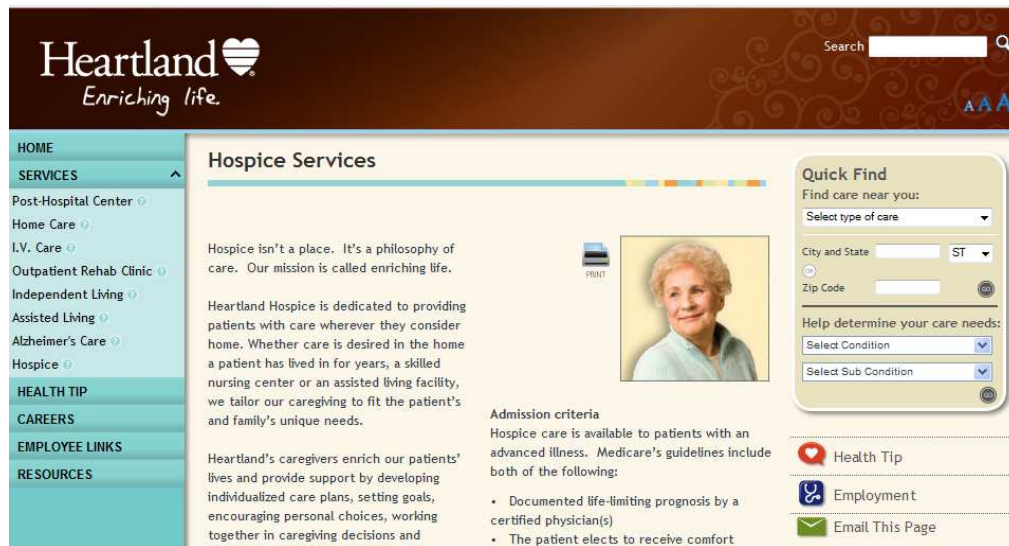 Heartland
Enriching life.
Search
A A A
HOME
SERVICES
Post-Hospital Center
Home Care
I.V. Care
Outpatient Rehab Clinic
Independent Living
Assisted Living
Alzheimer's Care
Hospice
HEALTH TIP
CAREERS
EMPLOYEE LINKS
RESOURCES
Hospice Services
Hospice isn't a place. It's a philosophy of
care. Our mission is called enriching life.
Heartland Hospice is dedicated to providing
patients with care wherever they consider
home. Whether care is desired in the home
a patient has lived in for years, a skilled
nursing center or an assisted living facility,
we tailor our caregiving to fit the patient's
and family's unique needs.
Heartland's caregivers enrich our patients'
lives and provide support by developing
individualized care plans, setting goals,
encouraging personal choices, working
together in caregiving decisions and
PRINT
Admission criteria
Hospice care is available to patients with an
advanced illness. Medicare's guidelines include
both of the following:
• Documented life-limiting prognosis by a
certified physician(s)
• The patient elects to receive comfort
Quick Find
Find care near you:
Select type of care
City and State ST
OR
Zip Code GO
Help determine your care needs:
Select Condition
Select Sub Condition
GO
Health Tip
Employment
Email This Page